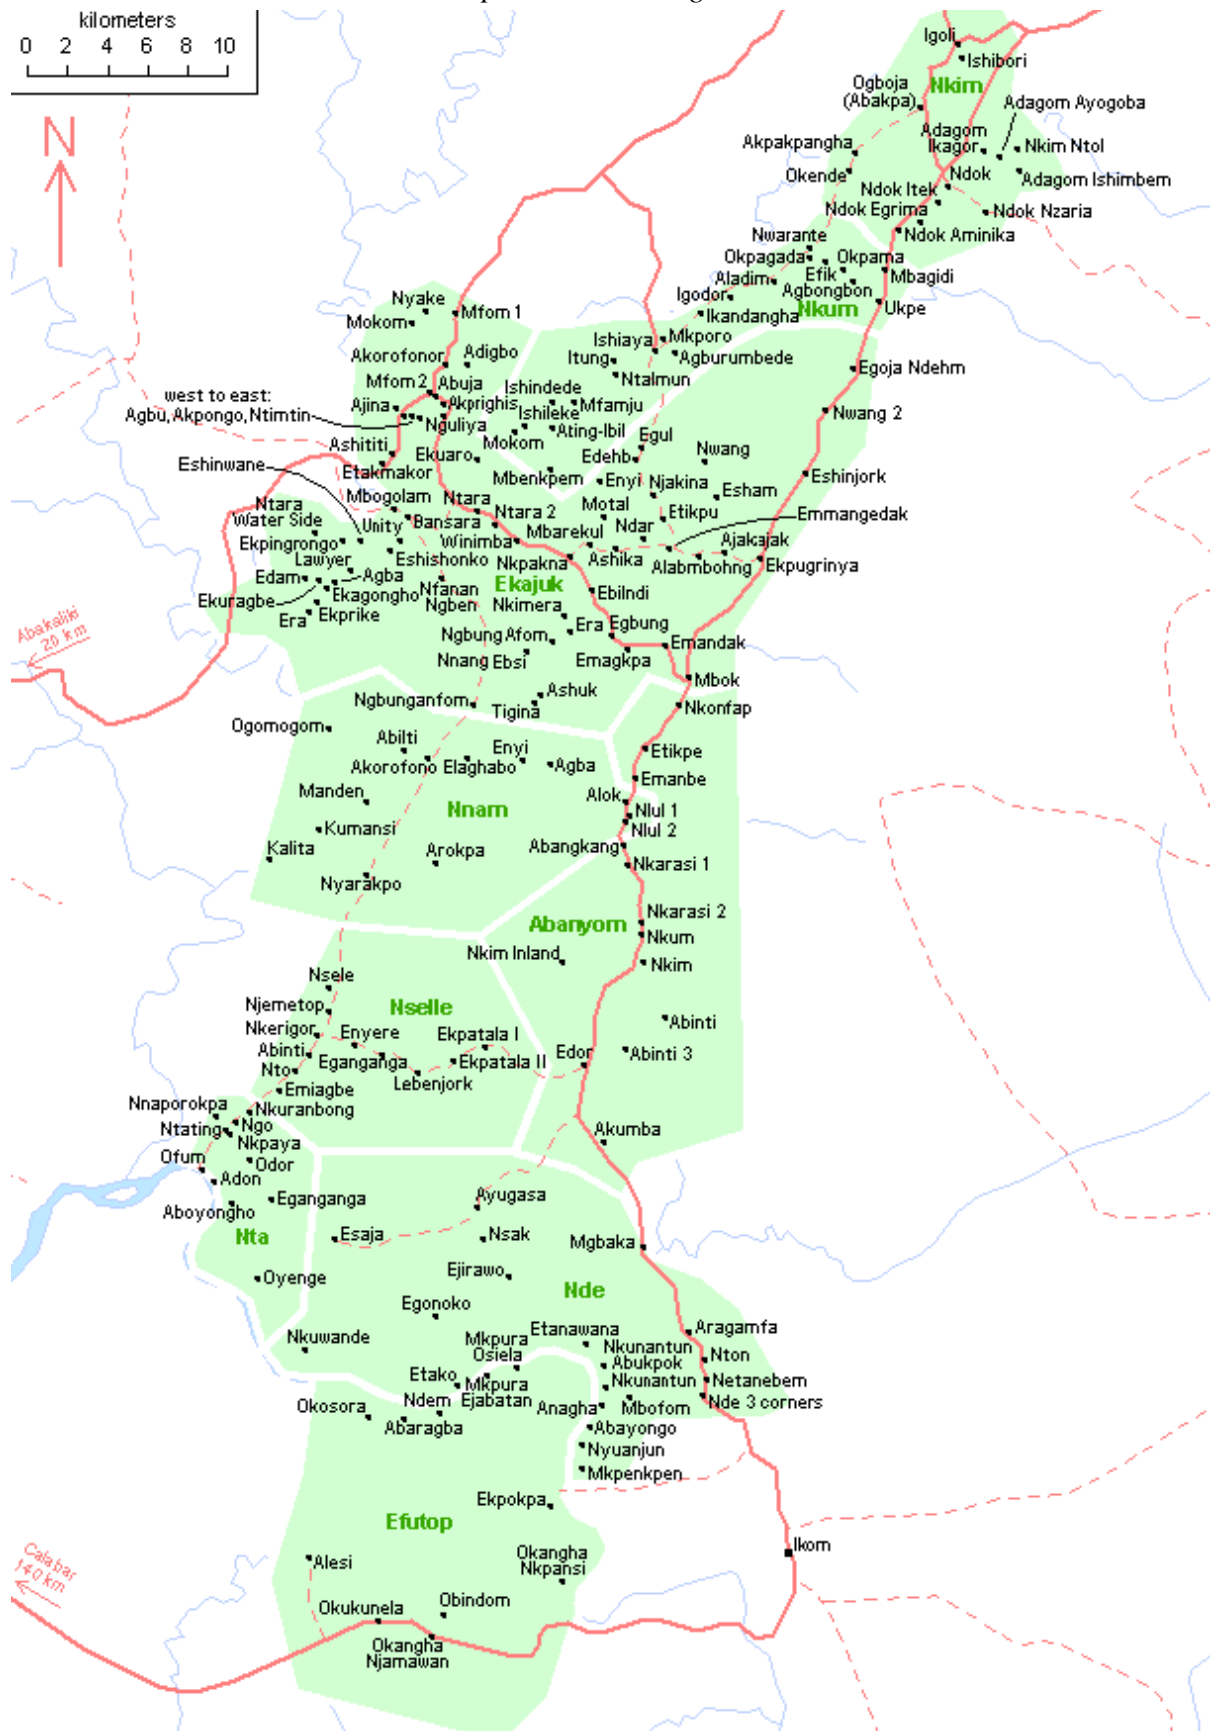 kilometers
0 2 4 6 8 10
N
Igoli
Ishibori
Nkim
Ogboja
(Abakpa)
Adagom Ayogoba
Adagom
Ikagor
Nkim Ntol
Akpakpangha
Okende
Ndok
Adagom Ishimbem
Ndok Itek
Ndok Egrima
Ndok Nzaria
Ndok Aminika
Nwarante
Okpagada
Okpama
Efik
Mbagidi
Aladim
Agbongbon
Igodor
Nkum
Ukpe
Ikandangha
Nyake
Mfom 1
Mokom
Ishiaya
Mkporo
Agburumbede
Itung
Ntalmun
Akorofonor
Adigbo
Egoja Ndehm
Mfom 2
Abuja
Ishindede
west to east:
Agbu, Akpongo, Ntimtin
Ajina
Akprighis
Mfamju
Nwang 2
Nguliya
Ishileke
Ating-Ibil
Mokom
Egul
Nwang
Ashititi
Ekuaro
Edehb
Eshinwane
Etakmakor
Mbenkpem
Enyi
Njakina
Eshinjork
Esham
Mbogolam
Ntara
Motal
Etikpu
Emmangedak
Ntara
Water Side
Unity
Bansara
Ntara 2
Mbarekul
Ndar
Ekpingrongo
Winimba
Ajakajak
Lawyer
Eshishonko
Nkpakna
Ashika
Alabmbohng
Ekpugrinya
Edam
Agba
Nfanan
Ngben
Ekajuk
Ebilndi
Ekuragbe
Ekagongho
Nkimera
Era
Ekprike
Era
Egbung
Ngbung
Afom
Emandak
Nnang
Ebsi
Emagkpa
Abakaliki
20 km
Mbok
Ashuk
Ngbunganfom
Tigina
Nkonfap
Ogomogom
Abilti
Enyi
Etikpe
Akorofono
Elaghabo
Agba
Emanbe
Manden
Nnam
Alok
Nlul 1
Kumansi
Nlul 2
Kalita
Arokpa
Abangkang
Nkarasi 1
Nyarakpo
Abanyom
Nkarasi 2
Nkum
Nkim Inland
Nkim
Nsele
Njemetop
Nselle
Abinti
Nkerigor
Enyere
Ekpatala I
Abinti
Eganganga
Ekpatala II
Edor
Abinti 3
Nto
Lebenjork
Emiagbe
Nnaporokpa
Nkuranbong
Ntating
Ngo
Akumba
Nkpaya
Ofum
Odor
Adon
Eganganga
Ayugasa
Aboyongho
Nta
Esaja
Nsak
Mgbaka
Oyenge
Ejirawo
Nde
Egonoko
Etanawana
Aragamfa
Nkuwande
Mkpura
Osiela
Nkunantun
Abukpok
Nton
Etako
Mkpura
Ejabatan
Nkunantun
Netanebem
Okosora
Ndem
Anagha
Mbofom
Nde 3 corners
Abaragba
Abayongo
Nyuanjun
Mkpenkpen
Ekpokpa
Efutop
Ikom
Calabar
140 km
Alesi
Okangha
Nkpansi
Okukunela
Obindom
Okangha
Njamawan